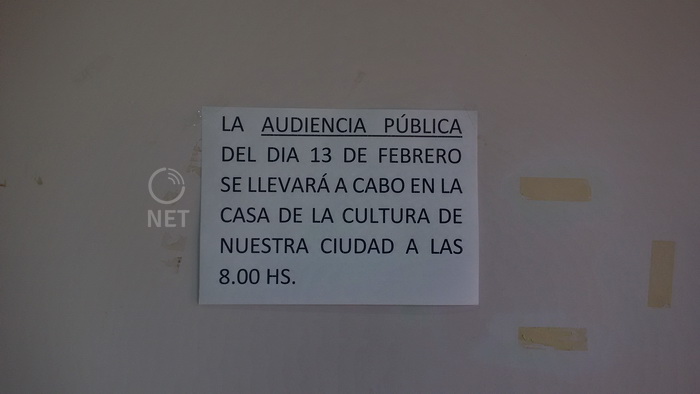 LA AUDIENCIA PÚBLICA
DEL DIA 13 DE FEBRERO
SE LLEVARÁ A CABO EN LA
CASA DE LA CULTURA DE
NUESTRA CIUDAD A LAS
8.00 HS.
NET